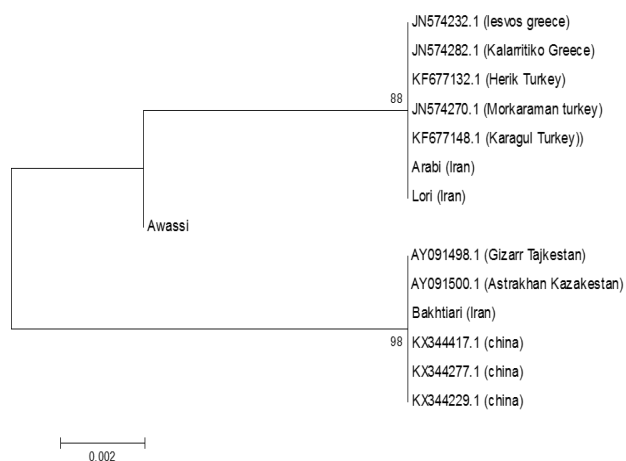 JN574232.1 (lesvos greece)
JN574282.1 (Kalarritiko Greece)
KF677132.1 (Herik Turkey)
88
JN574270.1 (Morkaraman turkey)
KF677148.1 (Karagul Turkey))
Arabi (Iran)
Lori (Iran)
Awassi
AY091498.1 (Gizarr Tajkestan)
AY091500.1 (Astrakhan Kazakestan)
Bakhtiari (Iran)
98
KX344417.1 (china)
KX344277.1 (china)
KX344229.1 (china)
0.002